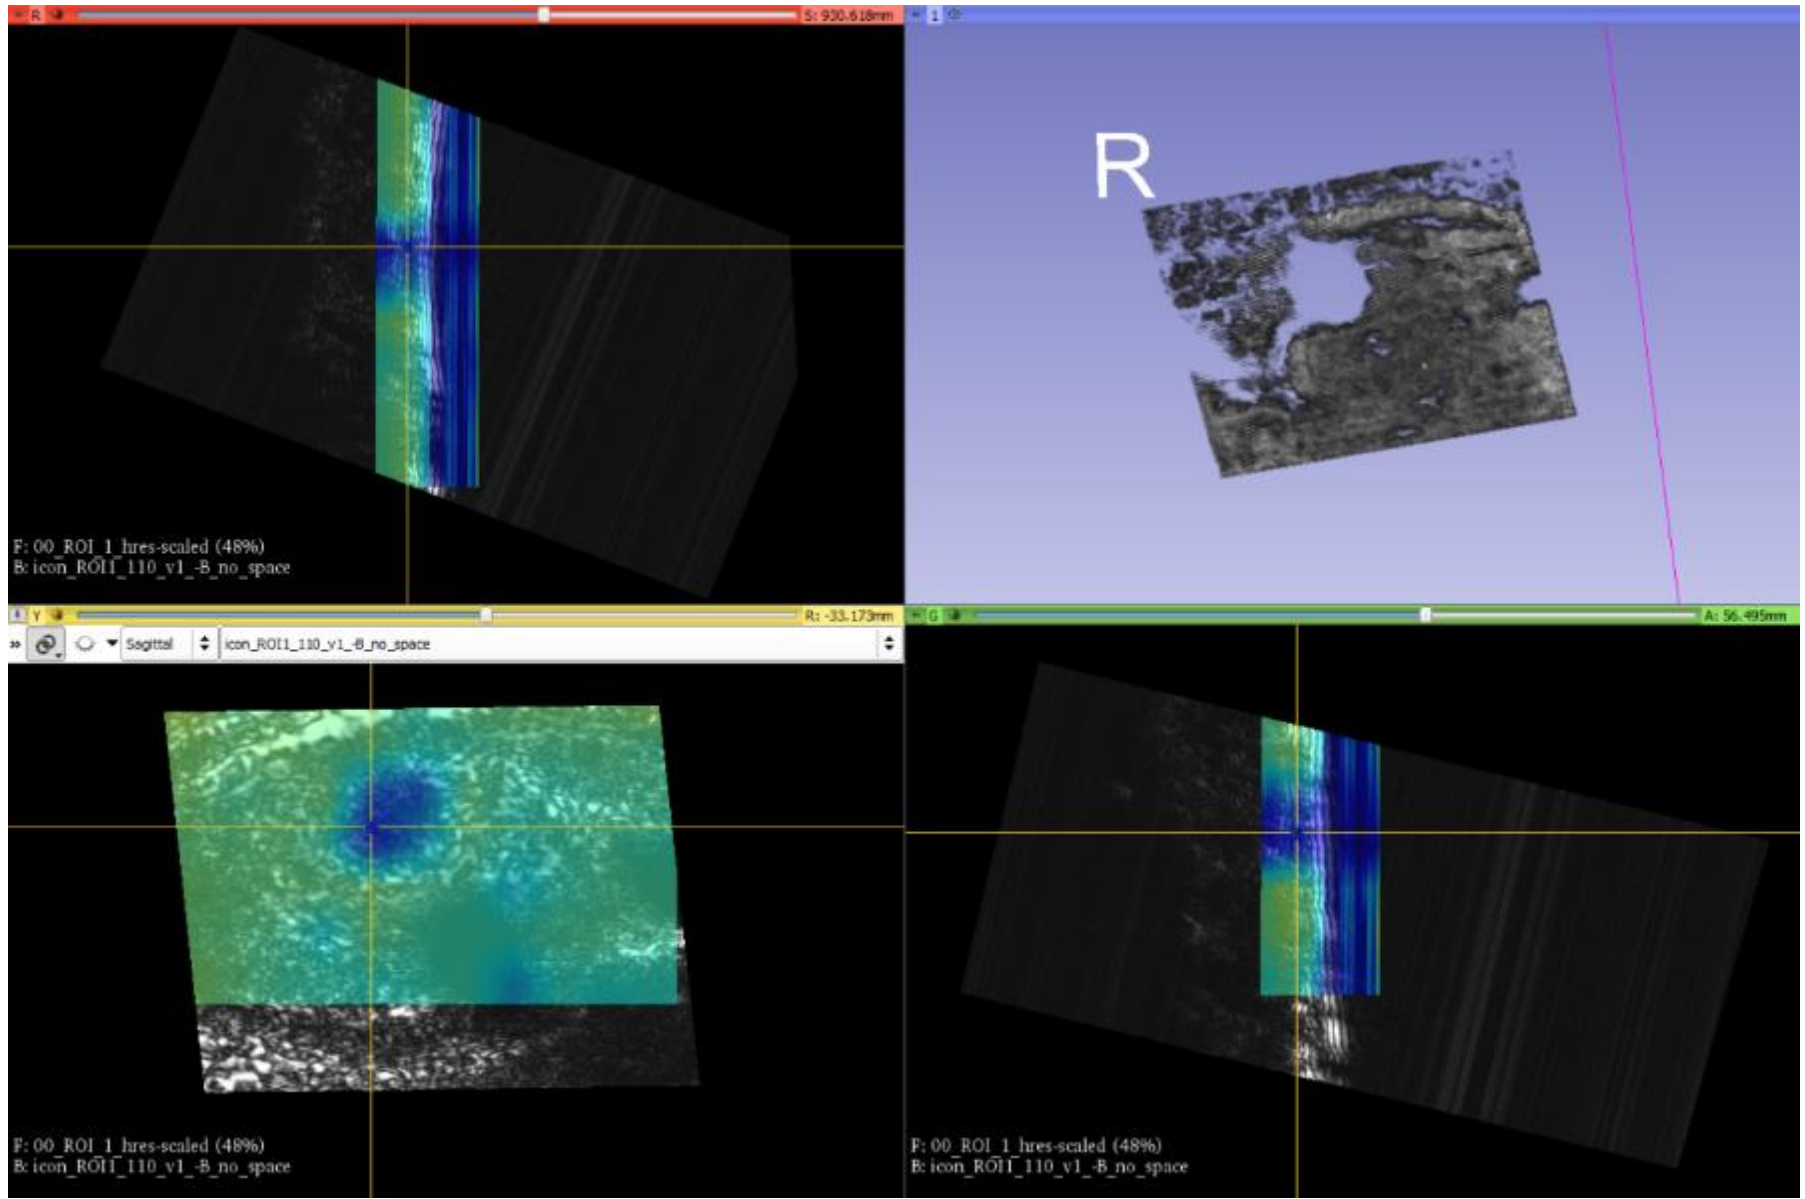 R S: 930.618mm
1
R
F: 00_ROI_1_hres-scaled (48%)
B: icon_ROI1_110_v1_-B_no_space
Y R: -33.173mm
G A: 56.495mm
» Sagittal icon_ROI1_110_v1_-B_no_space
F: 00_ROI_1_hres-scaled (48%)
B: icon_ROI1_110_v1_-B_no_space
F: 00_ROI_1_hres-scaled (48%)
B: icon_ROI1_110_v1_-B_no_space